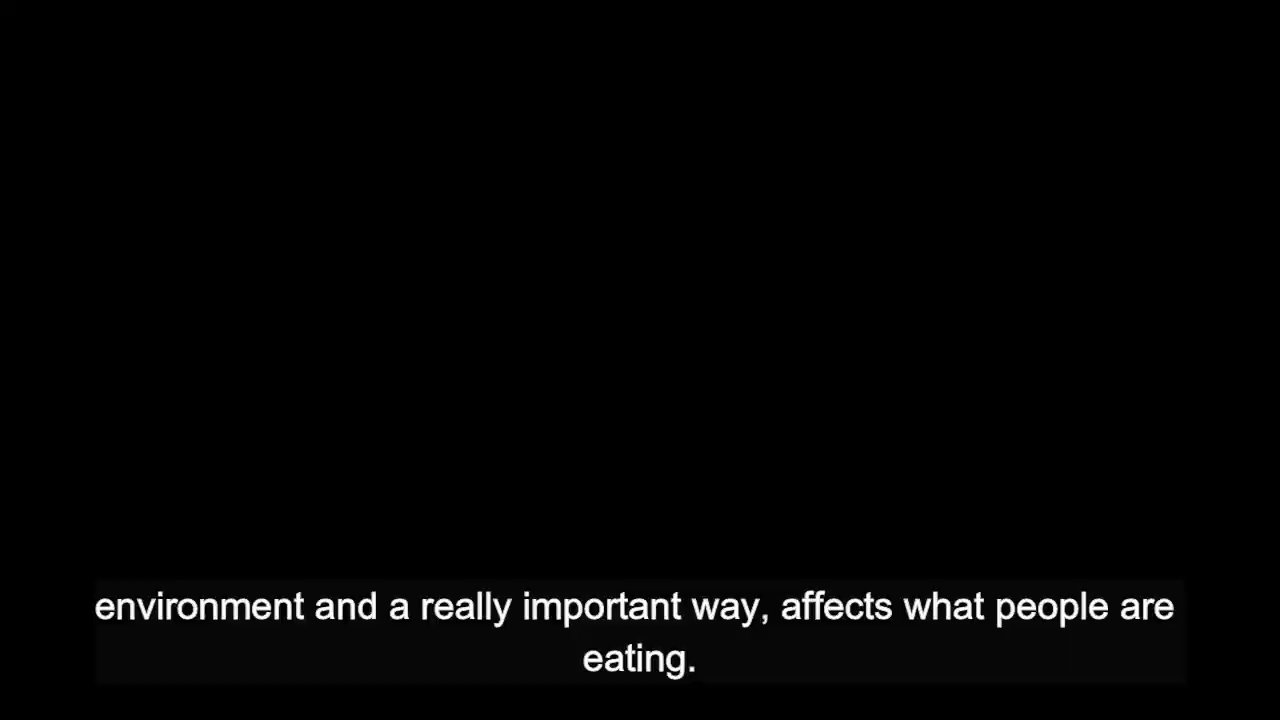 environment and a really important way, affects what people are
eating.